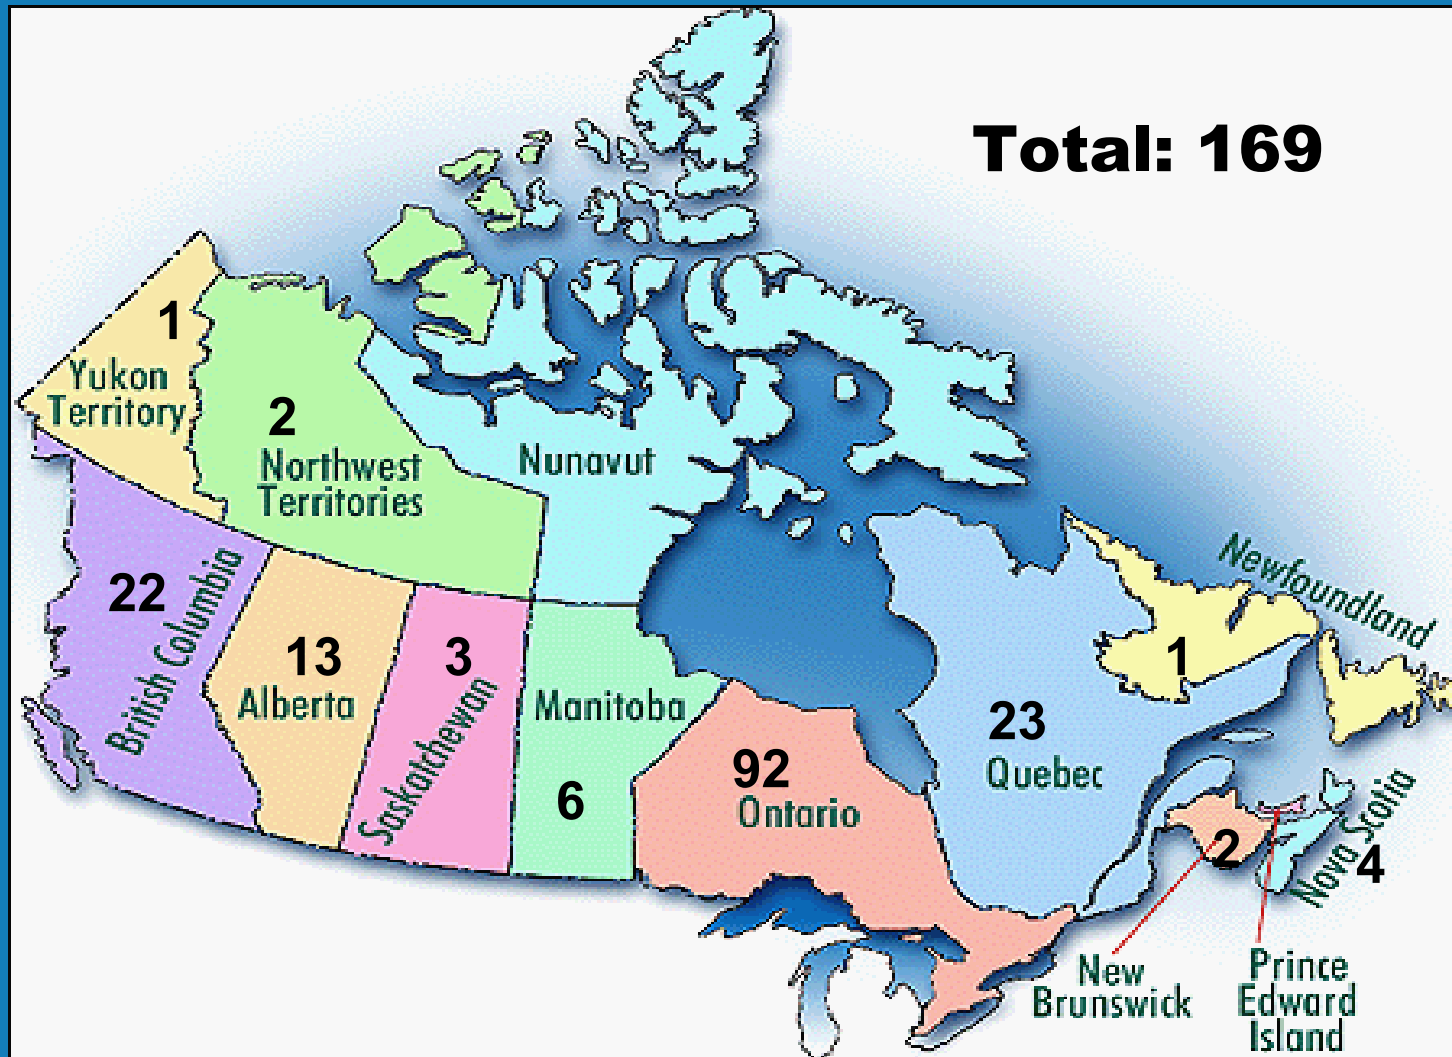 Total: 169
1
Yukon
Territory
2
Northwest
Territories
Nunavut
22
British Columbia
13
Alberta
3
Saskatchewan
Manitoba
6
92
Ontario
23
Quebec
1
Newfoundland
2
New
Brunswick
Prince
Edward
Island
Nova Scotia
4